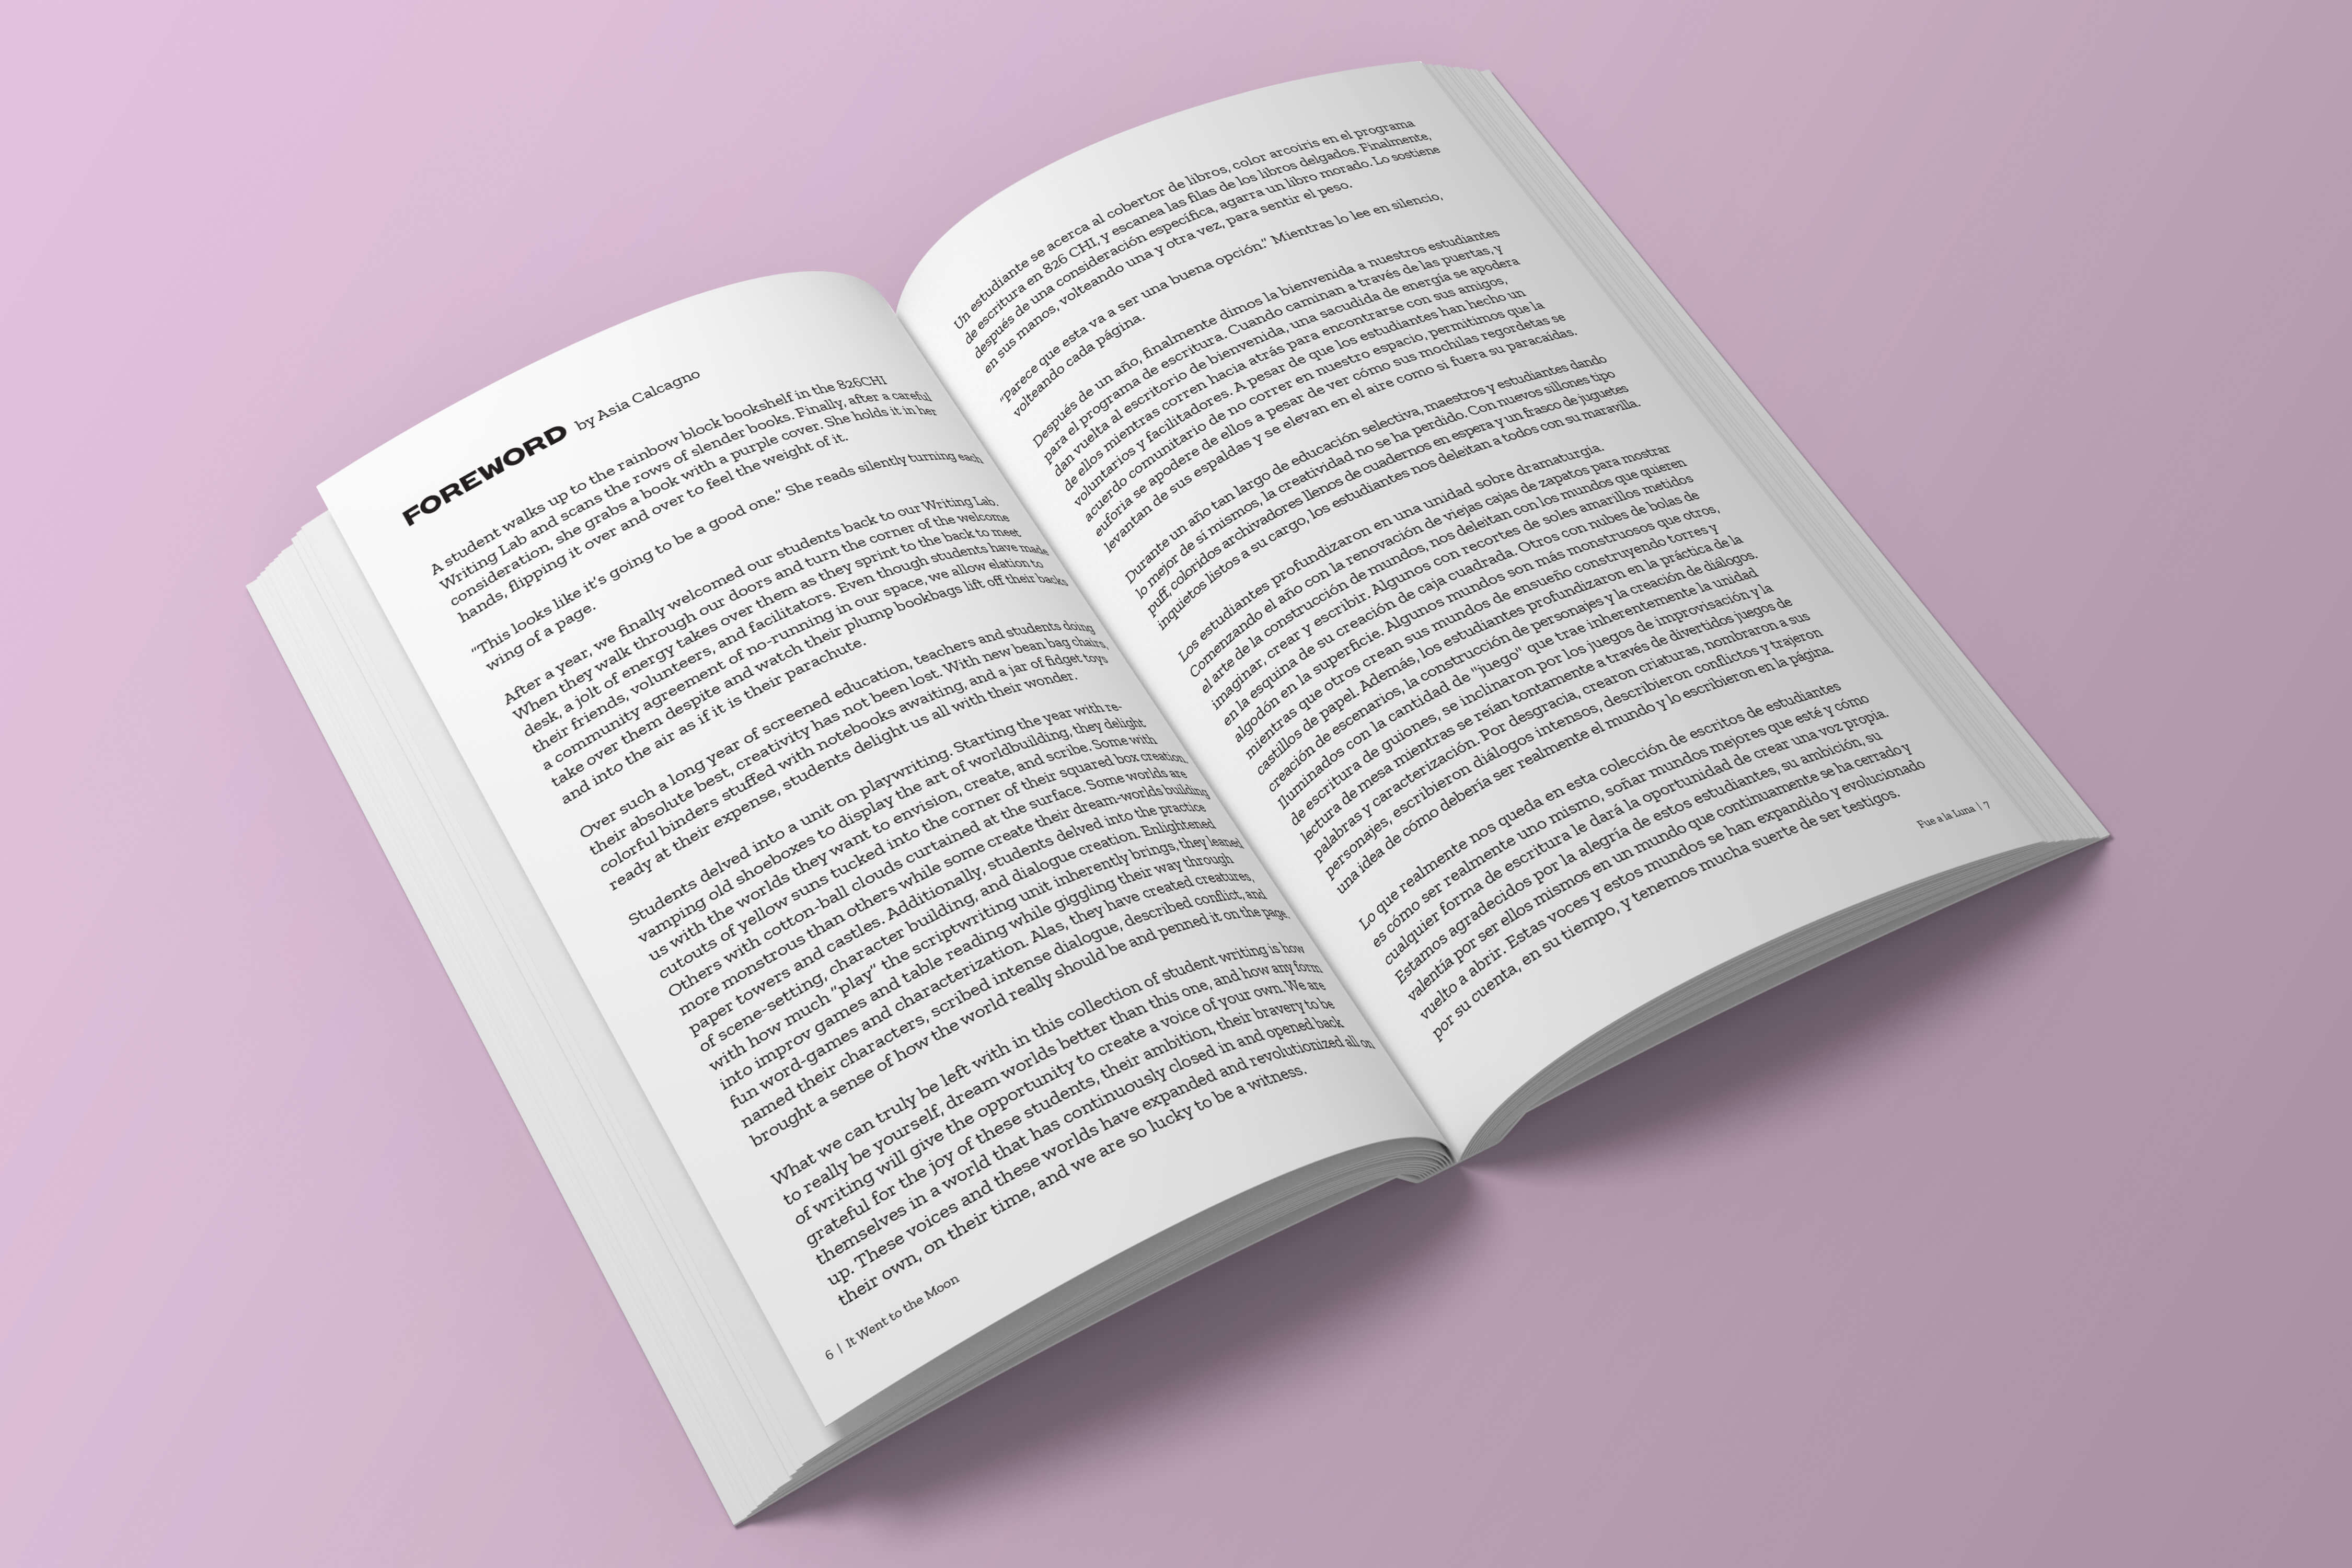 FOREWORD by Asia Calcagno
A student walks up to the rainbow block bookshelf in the 826CHI
Writing Lab and scans the rows of slender books. Finally, after a careful
consideration, she grabs a book with a purple cover. She holds it in her
hands, flipping it over and over to feel the weight of it.
"This looks like it's going to be a good one." She reads silently turning each
wing of a page.
After a year, we finally welcomed our students back to our Writing Lab.
When they walk through our doors and turn the corner of the welcome
desk, a jolt of energy takes over them as they sprint to the back to meet
their friends, volunteers, and facilitators. Even though students have made
a community agreement of no-running in our space, we allow elation to
take over them despite and watch their plump bookbags lift off their backs
and into the air as if it is their parachute.
Over such a long year of screened education, teachers and students doing
their absolute best, creativity has not been lost. With new bean bag chairs,
colorful binders stuffed with notebooks awaiting, and a jar of fidget toys
ready at their expense, students delight us all with their wonder.
Students delved into a unit on playwriting. Starting the year with re-
vamping old shoeboxes to display the art of worldbuilding, they delight
us with the worlds they want to envision, create, and scribe. Some with
cutouts of yellow suns tucked into the corner of their squared box creation.
Others with cotton-ball clouds curtained at the surface. Some worlds are
more monstrous than others while some create their dream-worlds building
paper towers and castles. Additionally, students delved into the practice
of scene-setting, character building, and dialogue creation. Enlightened
with how much "play" the scriptwriting unit inherently brings, they leaned
into improv games and table reading while giggling their way through
fun word-games and characterization. Alas, they have created creatures,
named their characters, scribed intense dialogue, described conflict, and
brought a sense of how the world really should be and penned it on the page.
What we can truly be left with in this collection of student writing is how
to really be yourself, dream worlds better than this one, and how any form
of writing will give the opportunity to create a voice of your own. We are
grateful for the joy of these students, their ambition, their bravery to be
themselves in a world that has continuously closed in and opened back
up. These voices and these worlds have expanded and revolutionized all on
their own, on their time, and we are so lucky to be a witness.
6 | It Went to the Moon
Un estudiante se acerca al cobertor de libros, color arcoiris en el programa
de escritura en 826 CHI, y escanea las filas de los libros delgados. Finalmente,
después de una consideración específica, agarra un libro morado. Lo sostiene
en sus manos, volteando una y otra vez, para sentir el peso.
"Parece que esta va a ser una buena opción." Mientras lo lee en silencio,
volteando cada página.
Después de un año, finalmente dimos la bienvenida a nuestros estudiantes
para el programa de escritura. Cuando caminan a través de las puertas, y
dan vuelta al escritorio de bienvenida, una sacudida de energía se apodera
de ellos mientras corren hacia atrás para encontrarse con sus amigos,
voluntarios y facilitadores. A pesar de que los estudiantes han hecho un
acuerdo comunitario de no correr en nuestro espacio, permitimos que la
euforia se apodere de ellos a pesar de ver cómo sus mochilas regordetas se
levantan de sus espaldas y se elevan en el aire como si fuera su paracaídas.
Durante un año tan largo de educación selectiva, maestros y estudiantes dando
lo mejor de sí mismos, la creatividad no se ha perdido. Con nuevos sillones tipo
puff, coloridos archivadores llenos de cuadernos en espera y un frasco de juguetes
inquietos listos a su cargo, los estudiantes nos deleitan a todos con su maravilla.
Los estudiantes profundizaron en una unidad sobre dramaturgia.
Comenzando el año con la renovación de viejas cajas de zapatos para mostrar
el arte de la construcción de mundos, nos deleitan con los mundos que quieren
imaginar, crear y escribir. Algunos con recortes de soles amarillos metidos
en la esquina de su creación de caja cuadrada. Otros con nubes de bolas de
algodón en la superficie. Algunos mundos son más monstruosos que otros,
mientras que otros crean sus mundos de ensueño construyendo torres y
castillos de papel. Además, los estudiantes profundizaron en la práctica de la
creación de escenarios, la construcción de personajes y la creación de diálogos.
Iluminados con la cantidad de "juego" que trae inherentemente la unidad
de escritura de guiones, se inclinaron por los juegos de improvisación y la
lectura de mesa mientras se reían tontamente a través de divertidos juegos de
palabras y caracterización. Por desgracia, crearon criaturas, nombraron a sus
personajes, escribieron diálogos intensos, describieron conflictos y trajeron
una idea de cómo debería ser realmente el mundo y lo escribieron en la página.
Lo que realmente nos queda en esta colección de escritos de estudiantes
es cómo ser realmente uno mismo, soñar mundos mejores que esté y cómo
cualquier forma de escritura le dará la oportunidad de crear una voz propia.
Estamos agradecidos por la alegría de estos estudiantes, su ambición, su
valentía por ser ellos mismos en un mundo que continuamente se ha cerrado y
vuelto a abrir. Estas voces y estos mundos se han expandido y evolucionado
por su cuenta, en su tiempo, y tenemos mucha suerte de ser testigos.
Fue a la Luna | 7